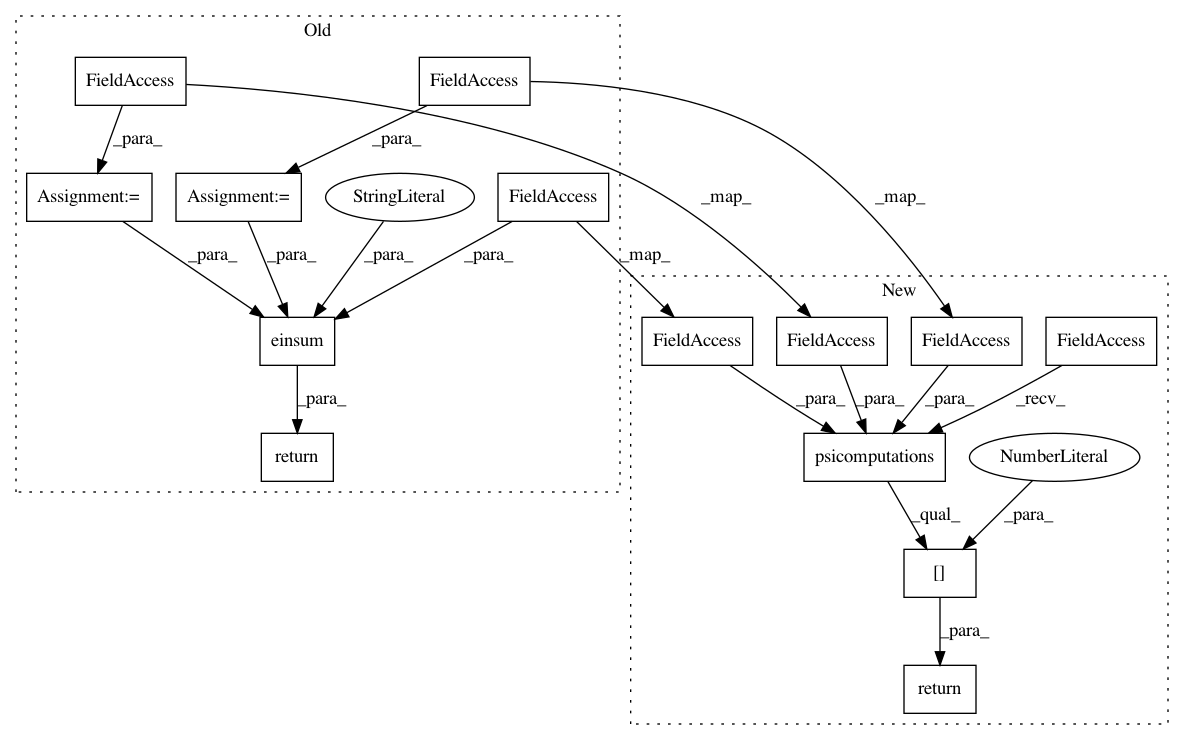 Old
FieldAccess
FieldAccess
_para_
_para_
Assignment:=
Assignment:=
StringLiteral
FieldAccess
_map_
_map_
_para_
_para_
_para_
_para_
_map_
New
einsum
FieldAccess
FieldAccess
FieldAccess
FieldAccess
_para_
_para_
_para_
_para_
_recv_
return
psicomputations
NumberLiteral
_qual_
_para_
[]
_para_
return